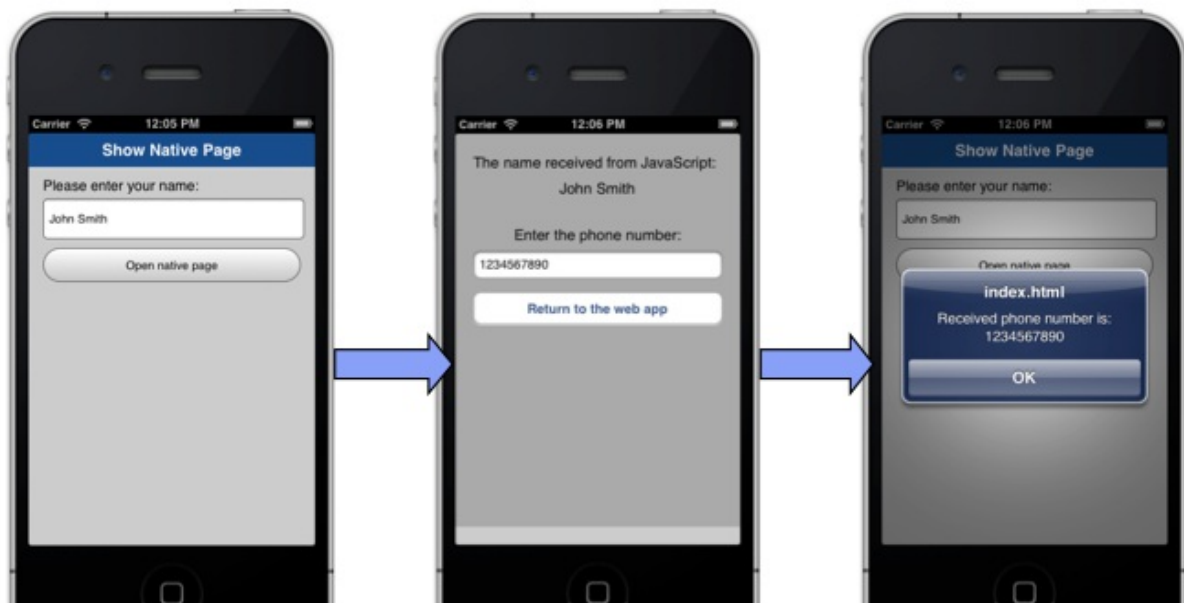 Carrier 12:05 PM
Show Native Page
Please enter your name:
John Smith
Open native page
Carrier 12:06 PM
The name received from JavaScript:
John Smith
Enter the phone number:
1234567890
Return to the web app
Carrier 12:06 PM
Show Native Page
Please enter your name:
John Smith
Open native page
index.html
Received phone number is:
1234567890
OK